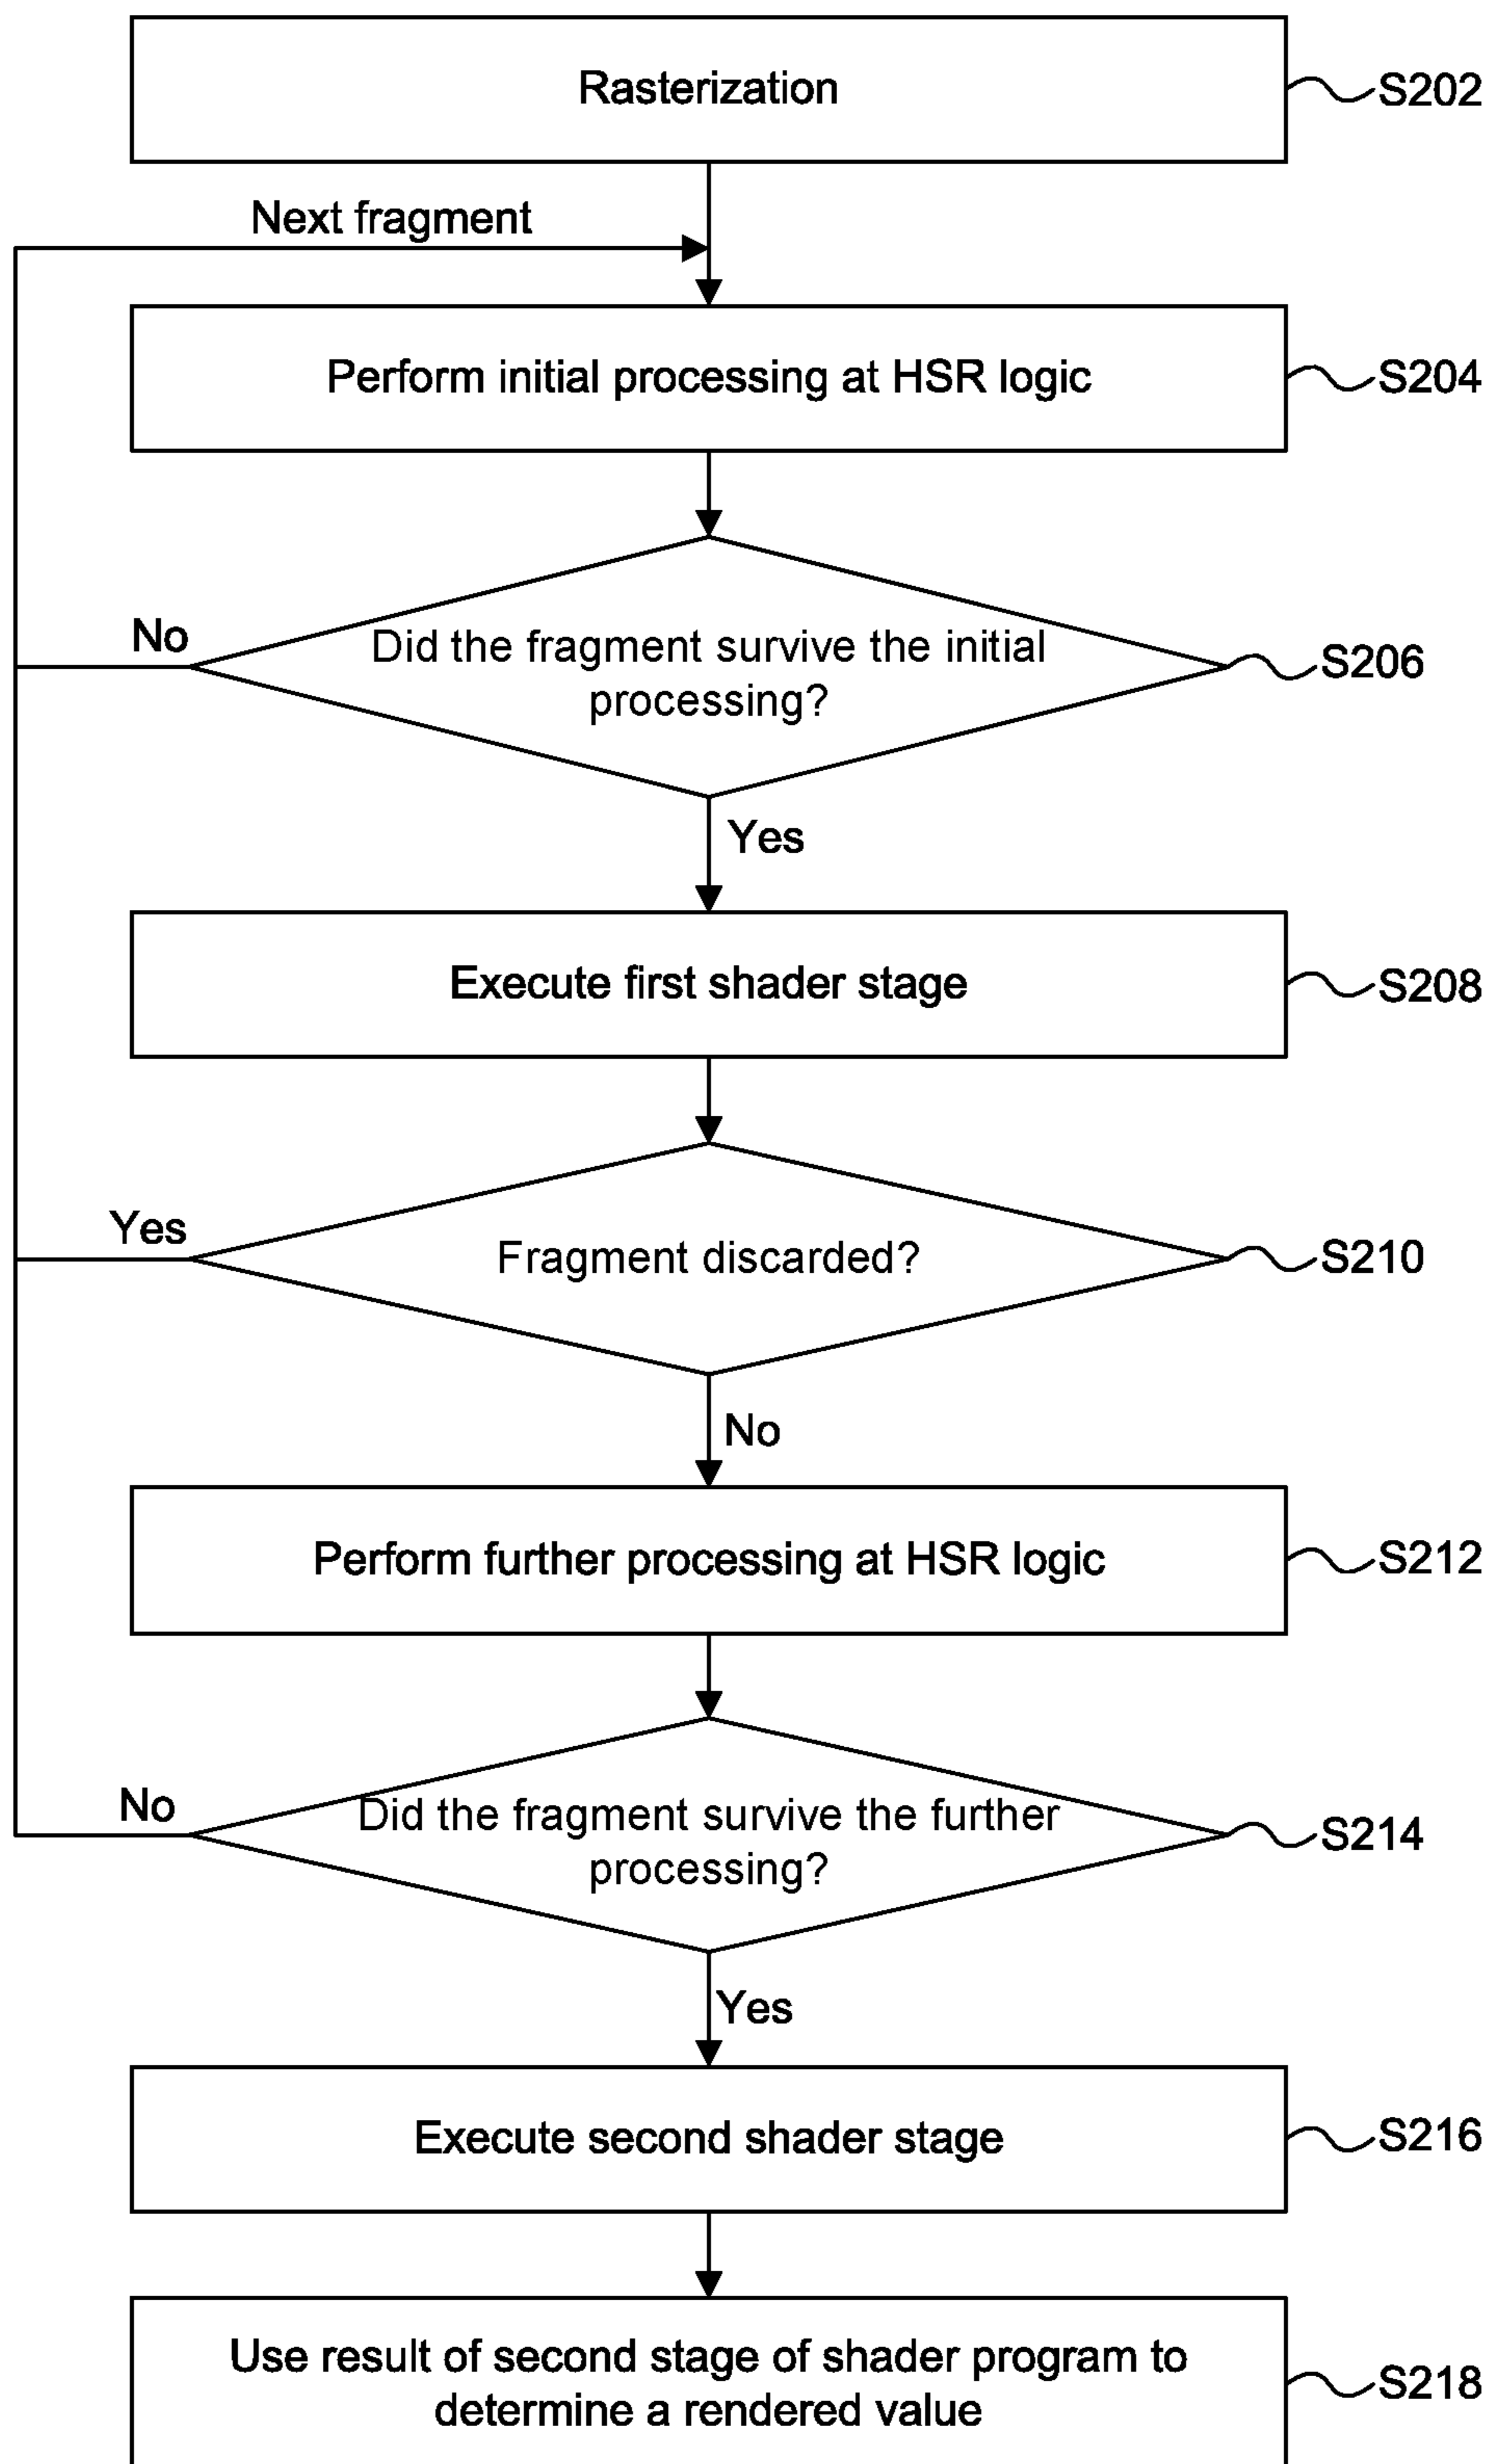 Rasterization
S202
Next fragment
Perform initial processing at HSR logic
S204
No
Did the fragment survive the initial
processing?
S206
Yes
Execute first shader stage
S208
Yes
Fragment discarded?
S210
No
Perform further processing at HSR logic
S212
No
Did the fragment survive the further
processing?
S214
Yes
Execute second shader stage
S216
Use result of second stage of shader program to
determine a rendered value
S218